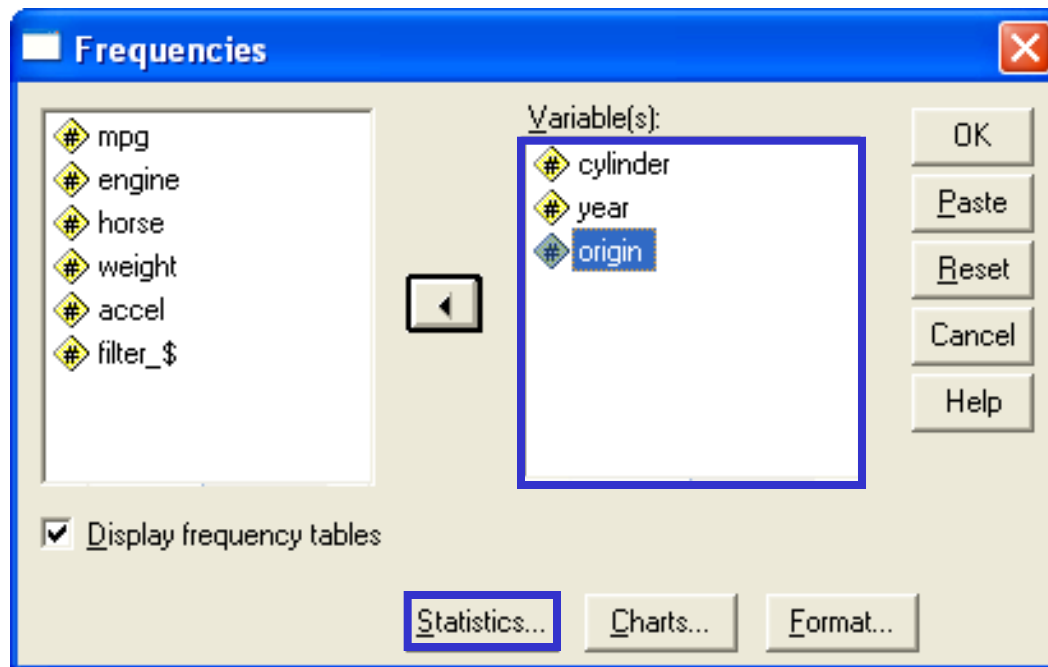 Frequencies
mpg
engine
horse
weight
accel
filter_$
Variable(s):
cylinder
year
origin
OK
Paste
Reset
Cancel
Help
Display frequency tables
Statistics...
Charts...
Format...